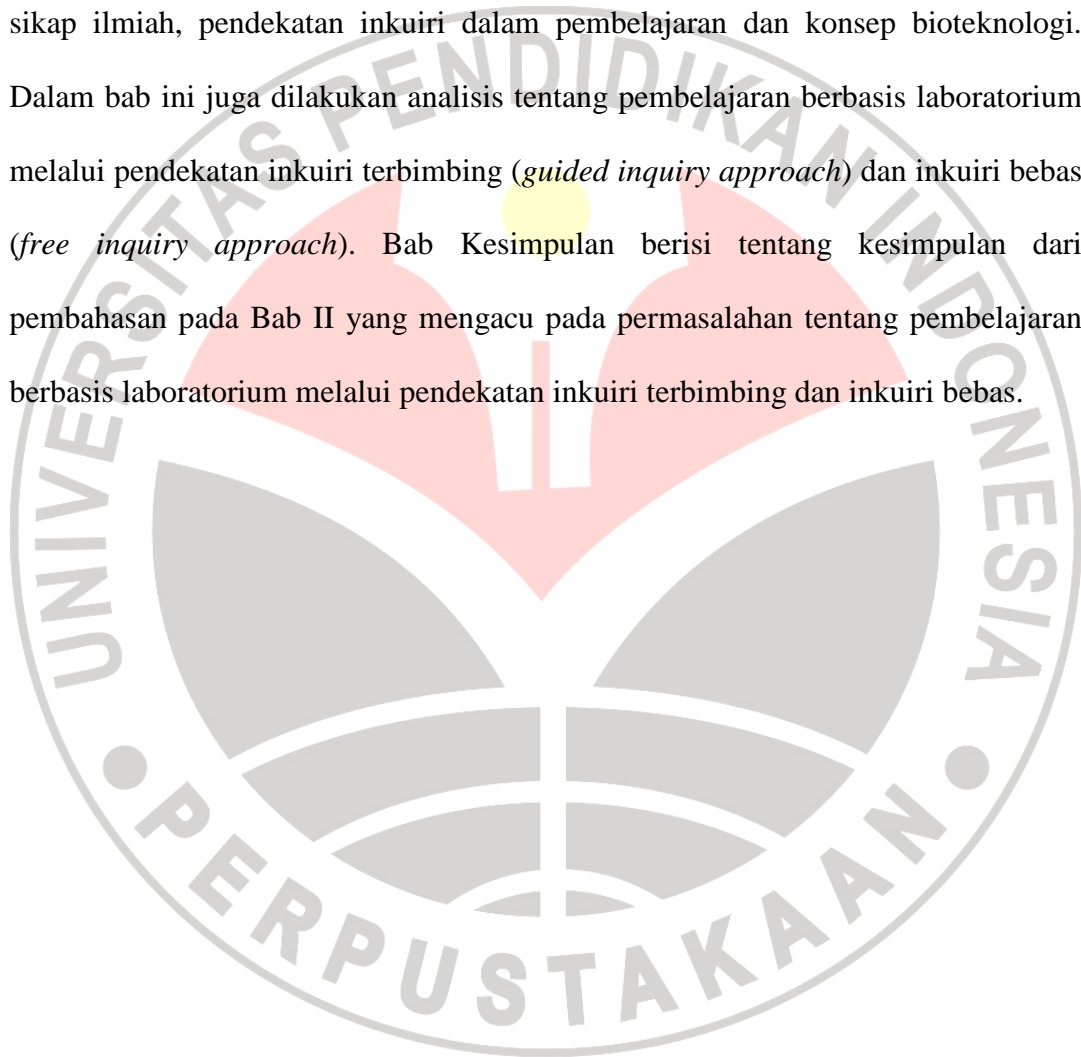 sikap ilmiah, pendekatan inkuiri dalam pembelajaran dan konsep bioteknologi.
Dalam bab ini juga dilakukan analisis tentang pembelajaran berbasis laboratorium
melalui pendekatan inkuiri terbimbing (guided inquiry approach) dan inkuiri bebas
(free inquiry approach). Bab Kesimpulan berisi tentang kesimpulan dari
pembahasan pada Bab II yang mengacu pada permasalahan tentang pembelajaran
berbasis laboratorium melalui pendekatan inkuiri terbimbing dan inkuiri bebas.
UNIVERSITAS PENDIDIKAN INDONESIA
PERPUSTAKAAN